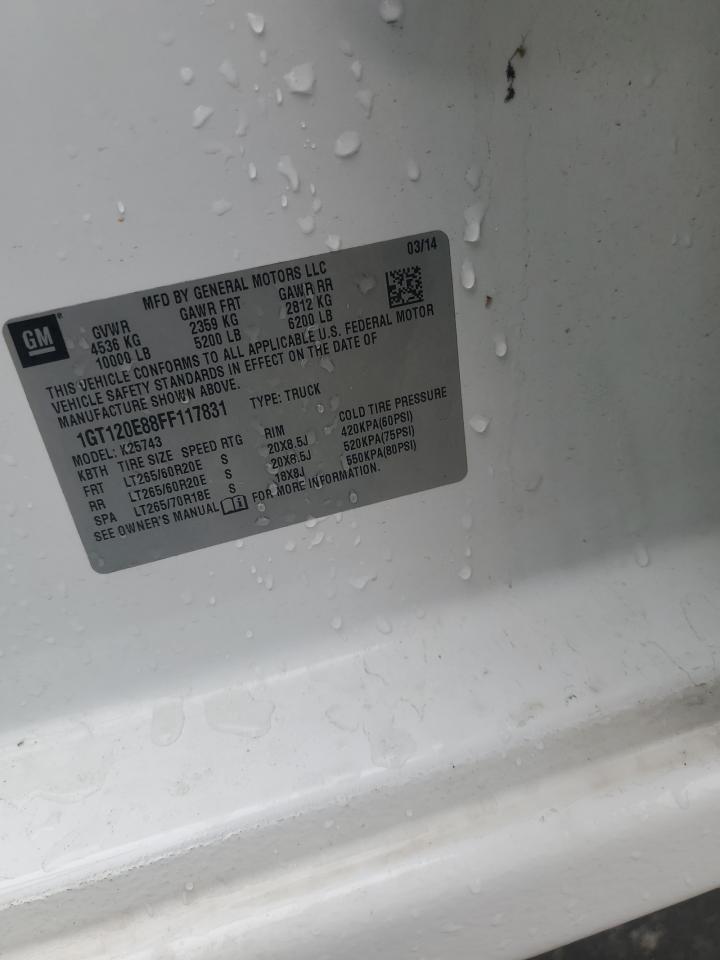 03/14
GM®
MFD BY GENERAL MOTORS LLC
GVWR GAWR FRT GAWR RR
4536 KG 2359 KG 2812 KG
10000 LB 5200 LB 6200 LB
THIS VEHICLE CONFORMS TO ALL APPLICABLE U.S. FEDERAL MOTOR
VEHICLE SAFETY STANDARDS IN EFFECT ON THE DATE OF
MANUFACTURE SHOWN ABOVE.
1GT120E88FF117831 TYPE: TRUCK
MODEL: K25743
KBTH TIRE SIZE SPEED RTG RIM COLD TIRE PRESSURE
FRT LT265/60R20E S 20X8.5J 420KPA(60PSI)
RR LT265/60R20E S 20X8.5J 520KPA(75PSI)
SPA LT265/70R18E S 18X8J 550KPA(80PSI)
SEE OWNER'S MANUAL FOR MORE INFORMATION.